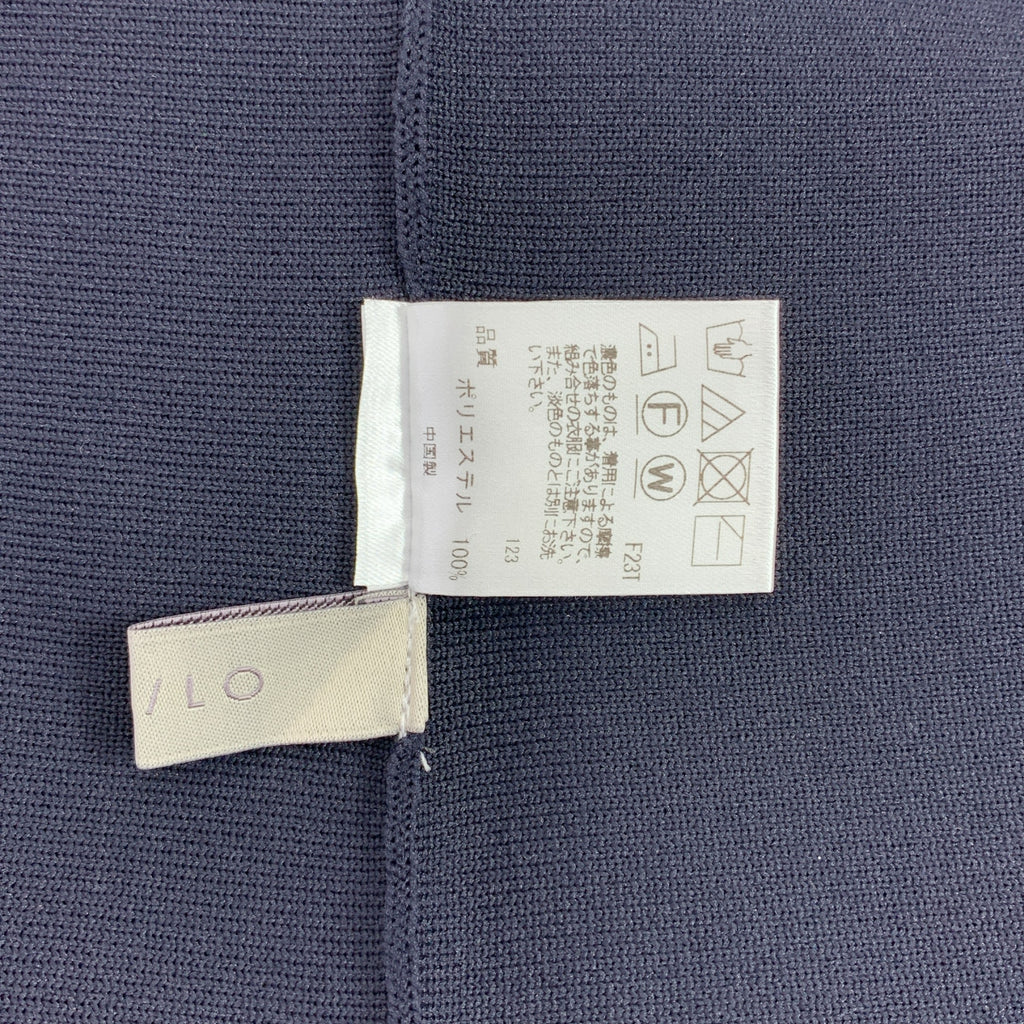 F W
F23T
濃色のものは、着用による摩擦
で色落ちする事がありますので、
組み合せの衣服にご注意下さい。
また、淡色のものとは別にお洗
い下さい。
123
品質
ポリエステル 100%
中国製
/ LO